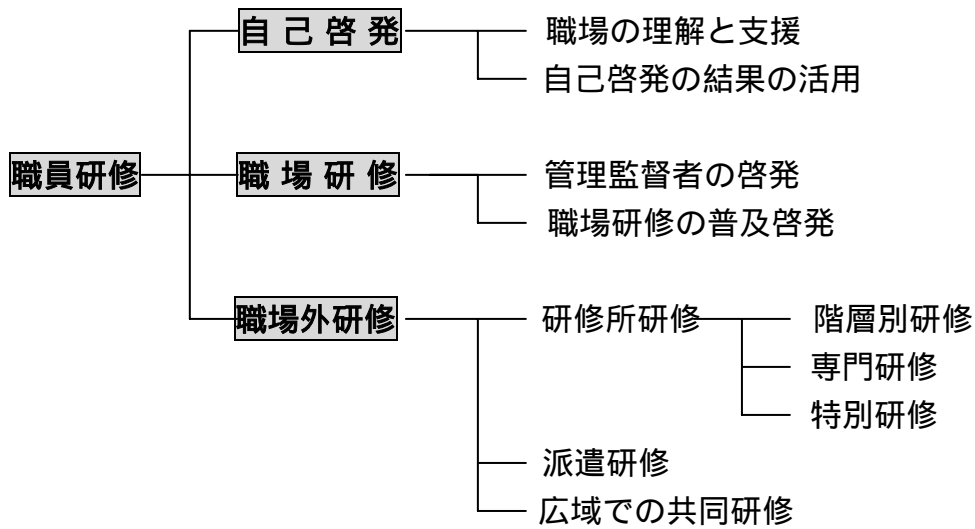 自己啓発
職場の理解と支援
自己啓発の結果の活用
職員研修
職場研修
管理監督者の啓発
職場研修の普及啓発
職場外研修
研修所研修
階層別研修
専門研修
特別研修
派遣研修
広域での共同研修